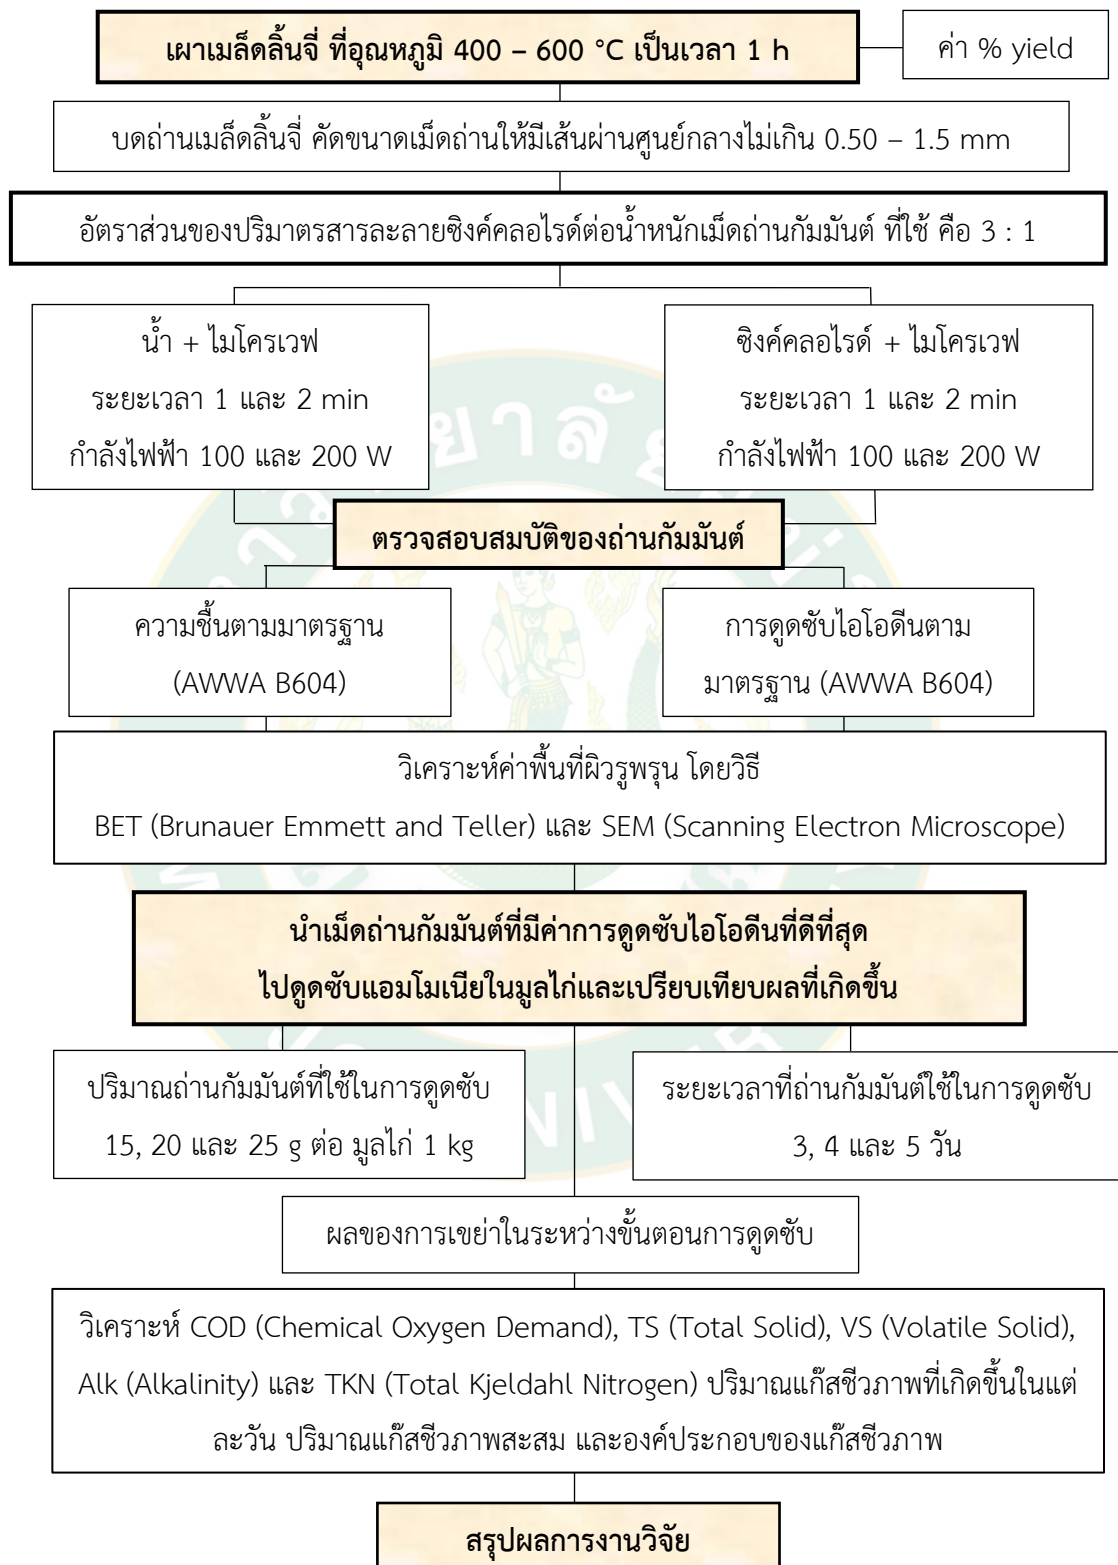 เผาเมล็ดลิ้นจี่ ที่อุณหภูมิ 400 – 600 °C เป็นเวลา 1 h
ค่า % yield
บดถ่านเมล็ดลิ้นจี่ คัดขนาดเม็ดถ่านให้มีเส้นผ่านศูนย์กลางไม่เกิน 0.50 – 1.5 mm
อัตราส่วนของปริมาตรสารละลายซิงค์คลอไรด์ต่อน้ำหนักเม็ดถ่านกัมมันต์ ที่ใช้ คือ 3 : 1
น้ำ + ไมโครเวฟ
ระยะเวลา 1 และ 2 min
กำลังไฟฟ้า 100 และ 200 W
ซิงค์คลอไรด์ + ไมโครเวฟ
ระยะเวลา 1 และ 2 min
กำลังไฟฟ้า 100 และ 200 W
ตรวจสอบสมบัติของถ่านกัมมันต์
ความชื้นตามมาตรฐาน
(AWWA B604)
การดูดซับไอโอดีนตาม
มาตรฐาน (AWWA B604)
วิเคราะห์ค่าพื้นที่ผิวรูพรุน โดยวิธี
BET (Brunauer Emmett and Teller) และ SEM (Scanning Electron Microscope)
นำเม็ดถ่านกัมมันต์ที่มีค่าการดูดซับไอโอดีนที่ดีที่สุด
ไปดูดซับแอมโมเนียในมูลไก่และเปรียบเทียบผลที่เกิดขึ้น
ปริมาณถ่านกัมมันต์ที่ใช้ในการดูดซับ
15, 20 และ 25 g ต่อ มูลไก่ 1 kg
ระยะเวลาที่ถ่านกัมมันต์ใช้ในการดูดซับ
3, 4 และ 5 วัน
ผลของการเขย่าในระหว่างขั้นตอนการดูดซับ
วิเคราะห์ COD (Chemical Oxygen Demand), TS (Total Solid), VS (Volatile Solid),
Alk (Alkalinity) และ TKN (Total Kjeldahl Nitrogen) ปริมาณแก๊สชีวภาพที่เกิดขึ้นในแต่
ละวัน ปริมาณแก๊สชีวภาพสะสม และองค์ประกอบของแก๊สชีวภาพ
สรุปผลการงานวิจัย